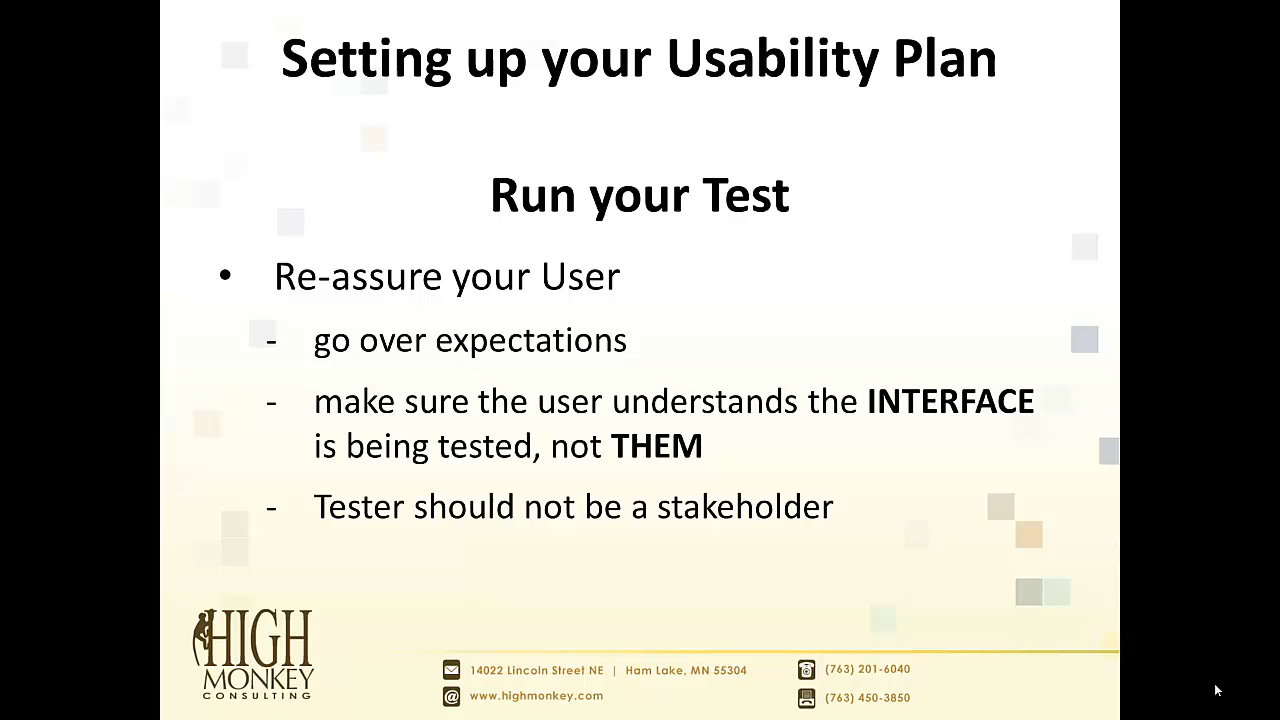 Setting up your Usability Plan
Run your Test
• Re-assure your User
- go over expectations
- make sure the user understands the INTERFACE
is being tested, not THEM
- Tester should not be a stakeholder
HIGH
MONKEY
CONSULTING
14022 Lincoln Street NE | Ham Lake, MN 55304
www.highmonkey.com
(763) 201-6040
(763) 450-3850